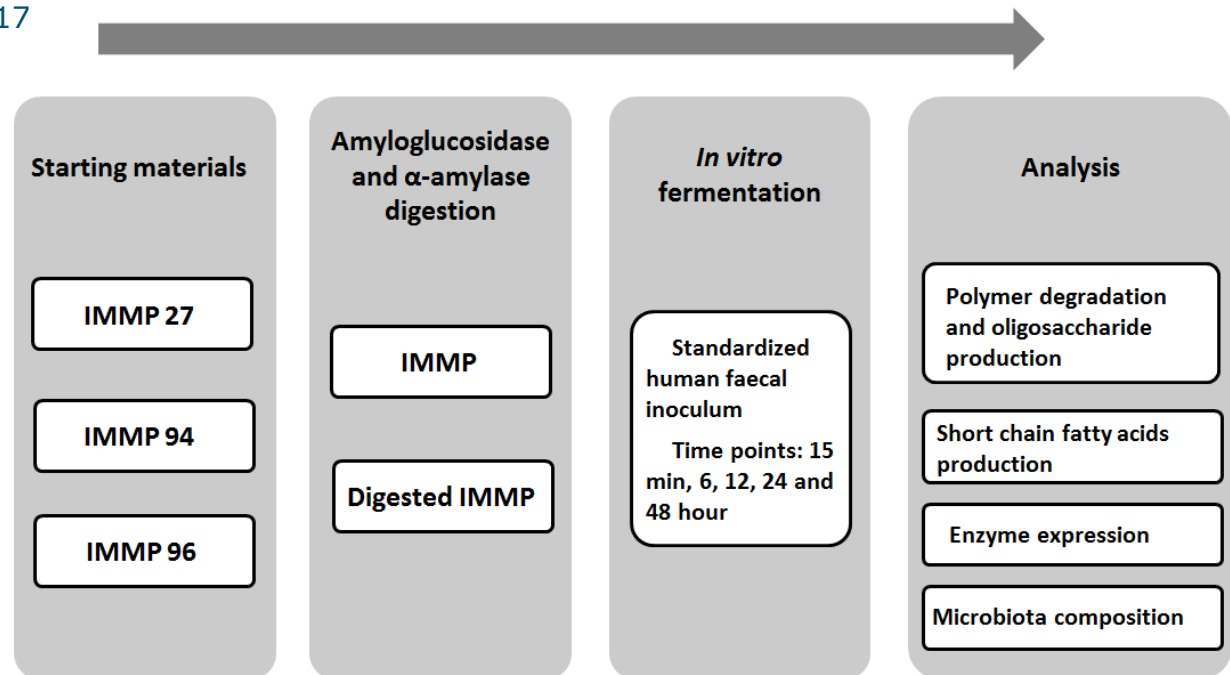 17
Starting materials
IMMP 27
IMMP 94
IMMP 96
Amyloglucosidase
and α-amylase
digestion
IMMP
Digested IMMP
In vitro
fermentation
Standardized
human faecal
inoculum
Time points: 15
min, 6, 12, 24 and
48 hour
Analysis
Polymer degradation
and oligosaccharide
production
Short chain fatty acids
production
Enzyme expression
Microbiota composition